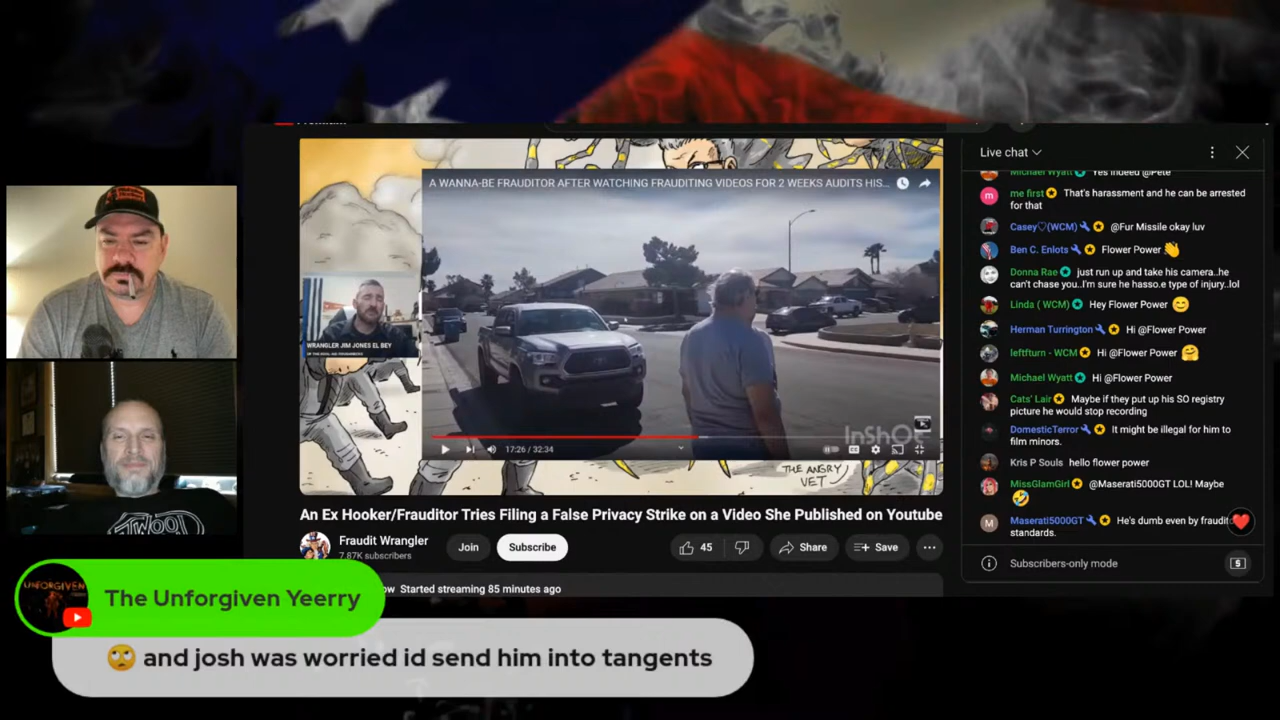 Live chat
Michael Wyatt Yes indeed @Pete
me first That's harassment and he can be arrested
for that
Casey♡(WCM) @Fur Missile okay luv
Ben C. Enlots Flower Power 👏
Donna Rae just run up and take his camera..he
can't chase you..I'm sure he hasso.e type of injury..lol
Linda ( WCM) Hey Flower Power 😊
Herman Turrington Hi @Flower Power
leftfturn - WCM Hi @Flower Power 🤗
Michael Wyatt Hi @Flower Power
Cats' Lair Maybe if they put up his SO registry
picture he would stop recording
DomesticTerror It might be illegal for him to
film minors.
Kris P Souls hello flower power
MissGlamGirl @Maserati5000GT LOL! Maybe
🤣
Maserati5000GT He's dumb even by fraudit
standards.
Subscribers-only mode
A WANNA-BE FRAUDITOR AFTER WATCHING FRAUDITING VIDEOS FOR 2 WEEKS AUDITS HIS...
WRANGLER JIM JONES EL BEY
17:26 / 32:34
InShOt
THE ANGRY
VET
An Ex Hooker/Frauditor Tries Filing a False Privacy Strike on a Video She Published on Youtube
Fraudit Wrangler
7.87K subscribers
Join
Subscribe
45
Share
Save
ow Started streaming 85 minutes ago
TWOOD
UNFORGIVEN
The Unforgiven Yeerry
🙄 and josh was worried id send him into tangents